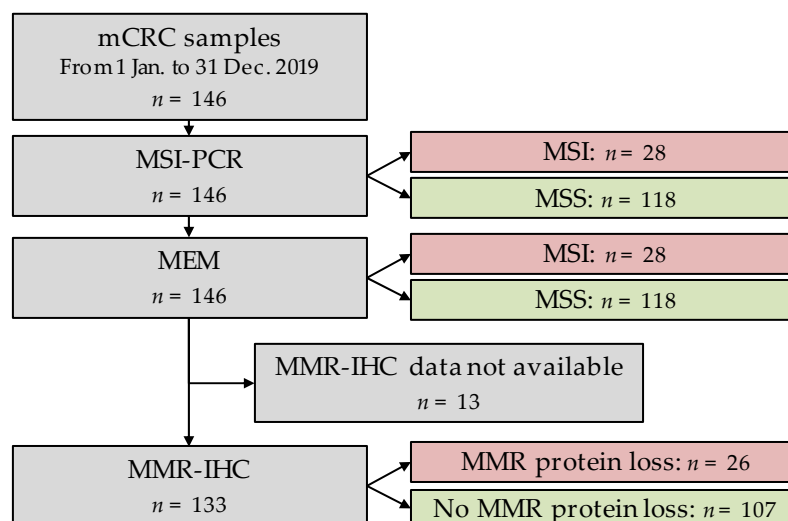 mCRC samples
From 1 Jan. to 31 Dec. 2019
n = 146
MSI-PCR
n = 146
MSI: n = 28
MSS: n = 118
MEM
n = 146
MSI: n = 28
MSS: n = 118
MMR-IHC data not available
n = 13
MMR-IHC
n = 133
MMR protein loss: n = 26
No MMR protein loss: n = 107